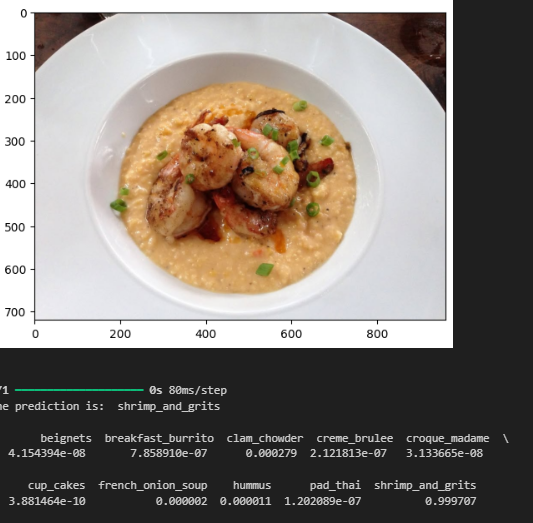 0
100
200
300
400
500
600
700
0 200 400 600 800
/1 0s 80ms/step
ne prediction is:  shrimp_and_grits
beignets  breakfast_burrito  clam_chowder  creme_brulee  croque_madame  \
4.154394e-08  7.858910e-07  0.000279  2.121813e-07  3.133665e-08
cup_cakes  french_onion_soup  hummus  pad_thai  shrimp_and_grits
3.881464e-10  0.000002  0.000011  1.202089e-07  0.999707